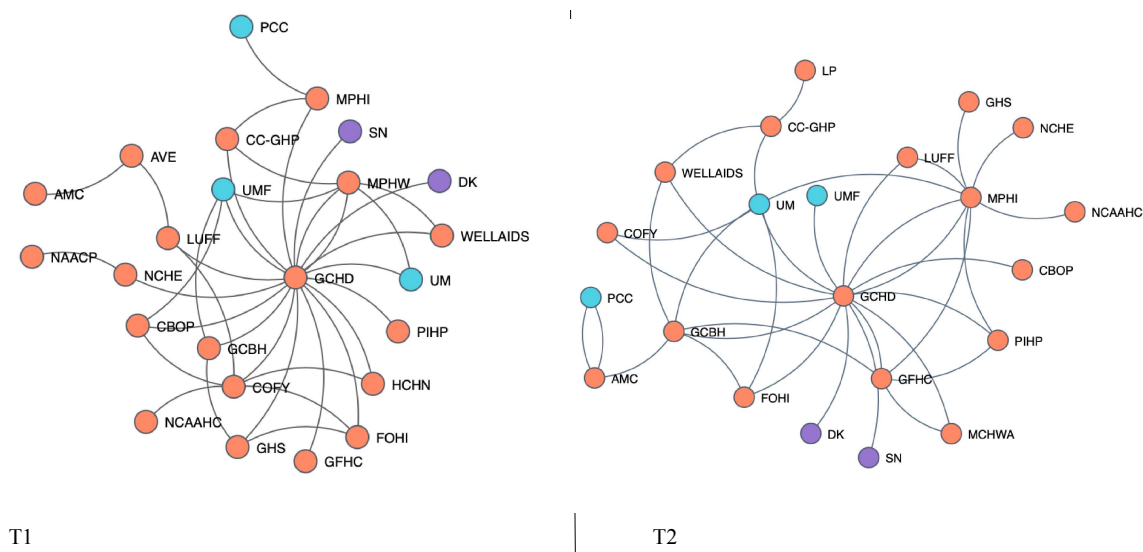 PCC
MPHI
SN
CC-GHP
AVE
DK
UMF
MPHW
AMC
WELLAIDS
LUFF
NAACP
NCHE
GCHD
UM
CBOP
PIHP
GCBH
COFY
HCHN
NCAAHC
FOHI
GHS
GFHC
T1
LP
GHS
CC-GHP
NCHE
LUFF
WELLAIDS
UMF
MPHI
UM
NCAAHC
COFY
CBOP
PCC
GCHD
GCBH
PIHP
AMC
GFHC
FOHI
DK
MCHWA
SN
T2